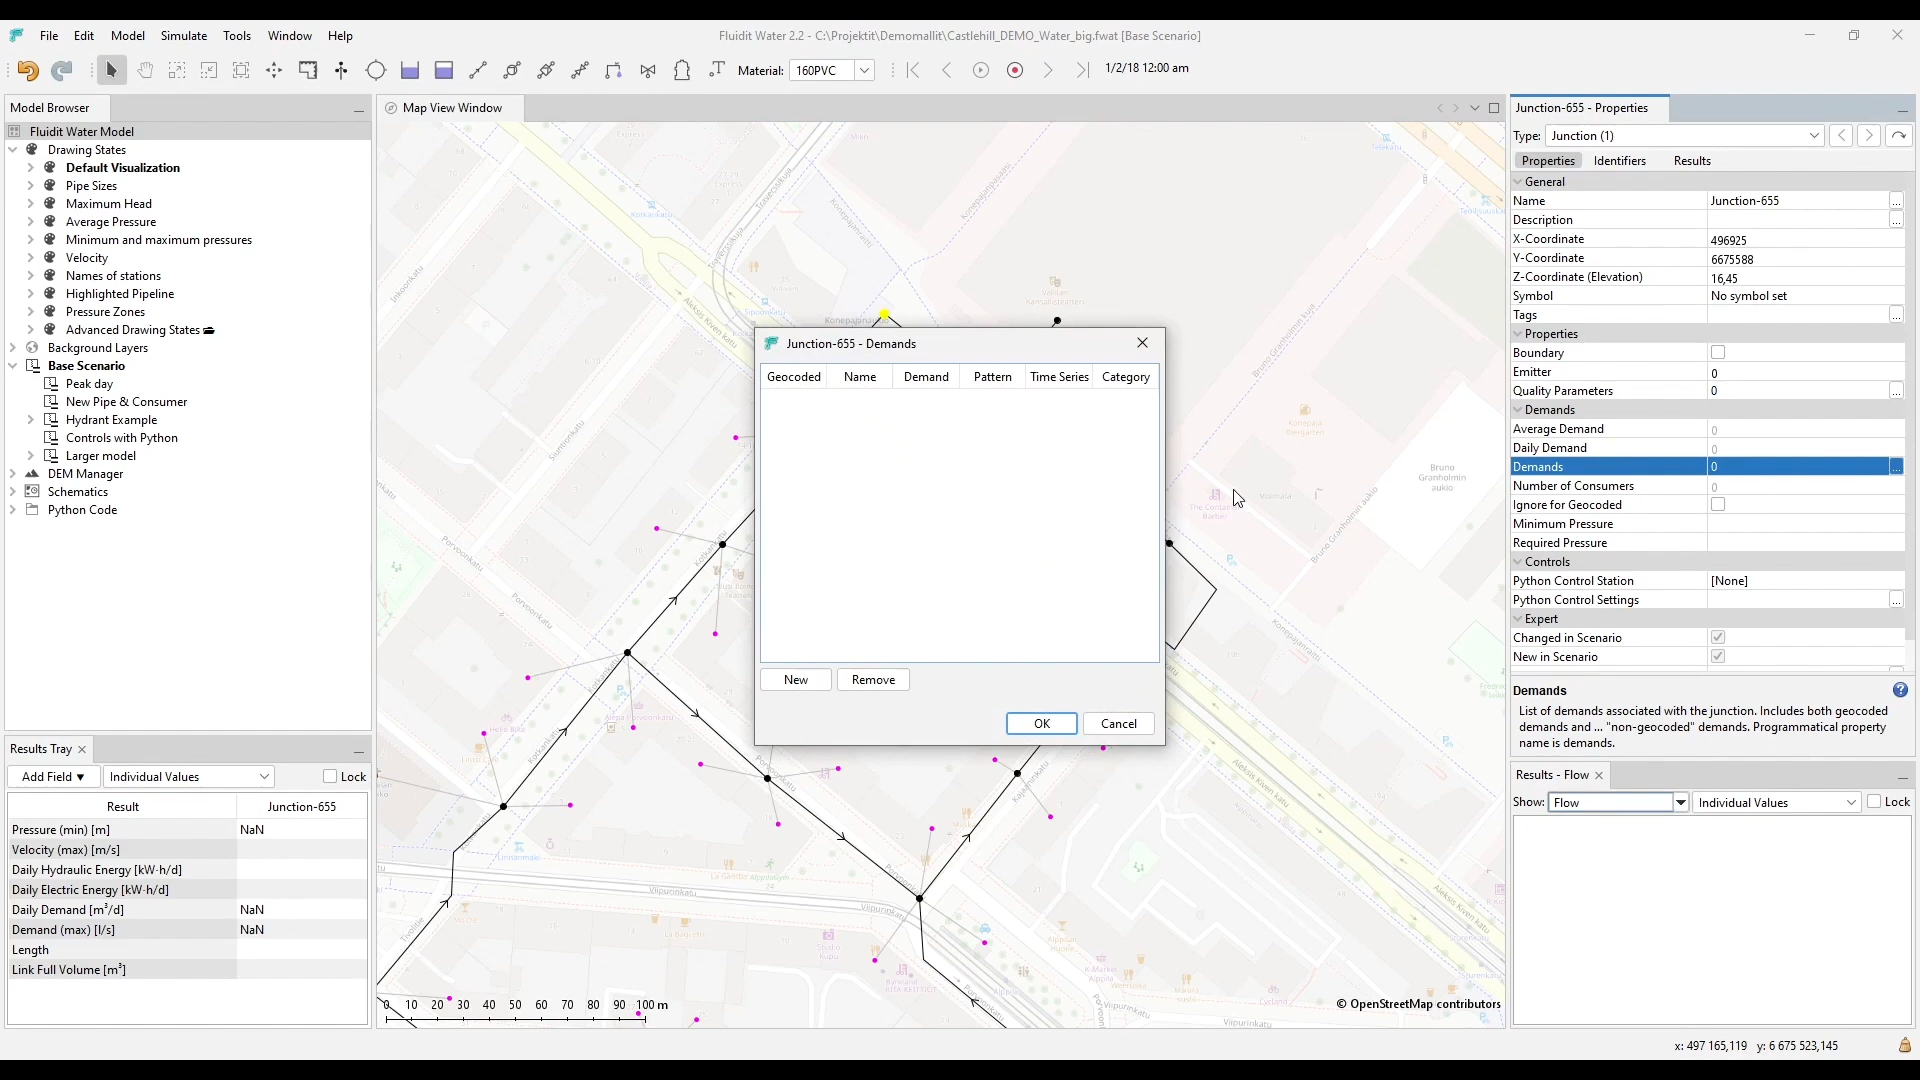 File Edit Model Simulate Tools Window Help
Fluidit Water 2.2 - C:\Projektit\Demomallit\Castlehill_DEMO_Water_big.fwat [Base Scenario]
Material: 160PVC
1/2/18 12:00 am
Model Browser
Fluidit Water Model
Drawing States
Default Visualization
Pipe Sizes
Maximum Head
Average Pressure
Minimum and maximum pressures
Velocity
Names of stations
Highlighted Pipeline
Pressure Zones
Advanced Drawing States
Background Layers
Base Scenario
Peak day
New Pipe & Consumer
Hydrant Example
Controls with Python
Larger model
DEM Manager
Schematics
Python Code
Results Tray
Add Field ▼ Individual Values Lock
Result Junction-655
Pressure (min) [m] NaN
Velocity (max) [m/s]
Daily Hydraulic Energy [kW·h/d]
Daily Electric Energy [kW·h/d]
Daily Demand [m³/d] NaN
Demand (max) [l/s] NaN
Length
Link Full Volume [m³]
Map View Window
Junction-655 - Demands
Geocoded Name Demand Pattern Time Series Category
New Remove
OK Cancel
Bruno
Granholmin
aukio
Viipurinkatu
Porvoonkatu
0 10 20 30 40 50 60 70 80 90 100 m
© OpenStreetMap contributors
Junction-655 - Properties
Type: Junction (1)
Properties Identifiers Results
General
Name Junction-655 ...
Description ...
X-Coordinate 496925
Y-Coordinate 6675588
Z-Coordinate (Elevation) 16,45
Symbol No symbol set
Tags ...
Properties
Boundary
Emitter 0
Quality Parameters 0 ...
Demands
Average Demand 0
Daily Demand 0
Demands 0 ...
Number of Consumers 0
Ignore for Geocoded
Minimum Pressure
Required Pressure
Controls
Python Control Station [None]
Python Control Settings ...
Expert
Changed in Scenario
New in Scenario
Demands
List of demands associated with the junction. Includes both geocoded
demands and ... "non-geocoded" demands. Programmatical property
name is demands.
Results - Flow
Show: Flow Individual Values Lock
x: 497 165,119 y: 6 675 523,145